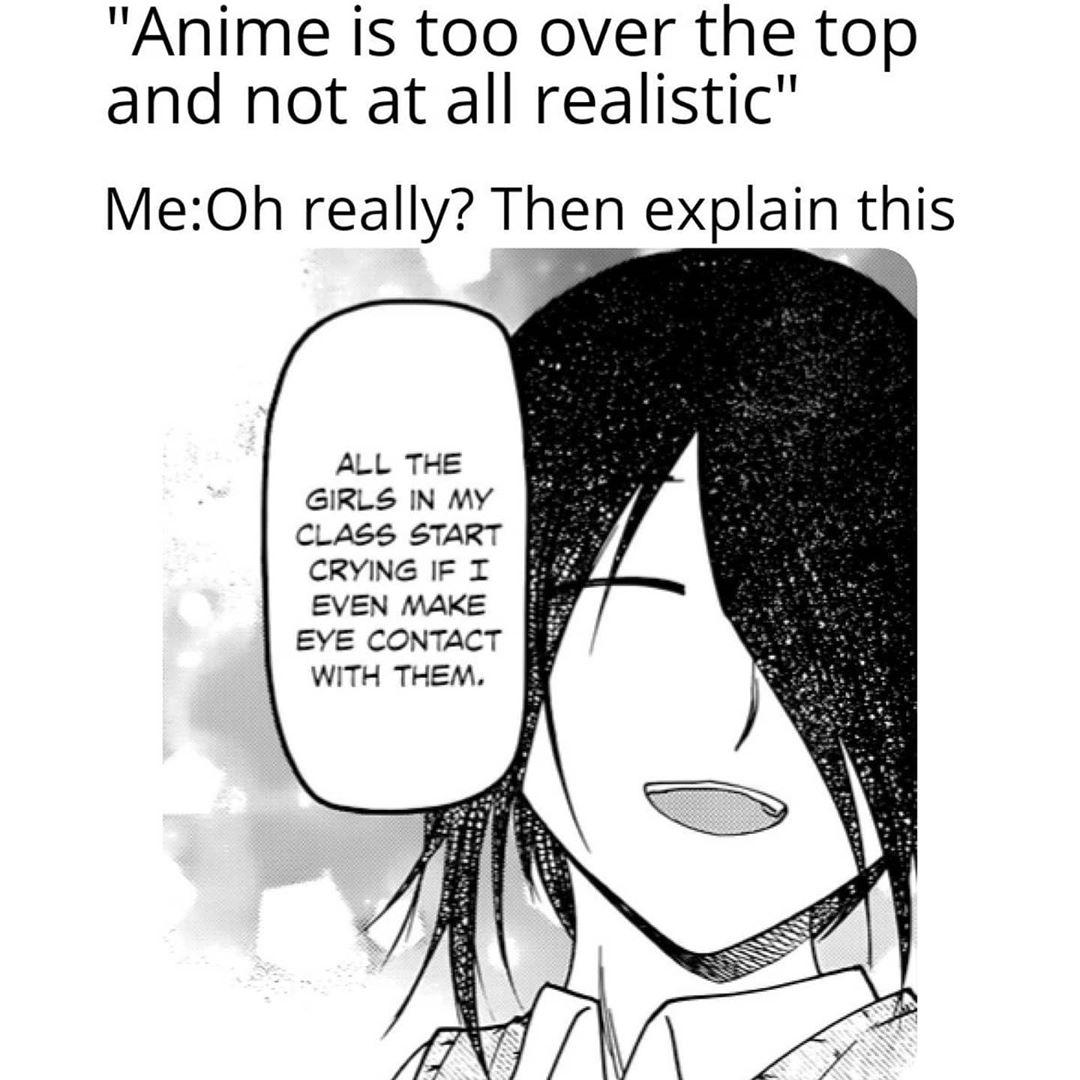 "Anime is too over the top
and not at all realistic"
Me:Oh really? Then explain this
ALL THE
GIRLS IN MY
CLASS START
CRYING IF I
EVEN MAKE
EYE CONTACT
WITH THEM.